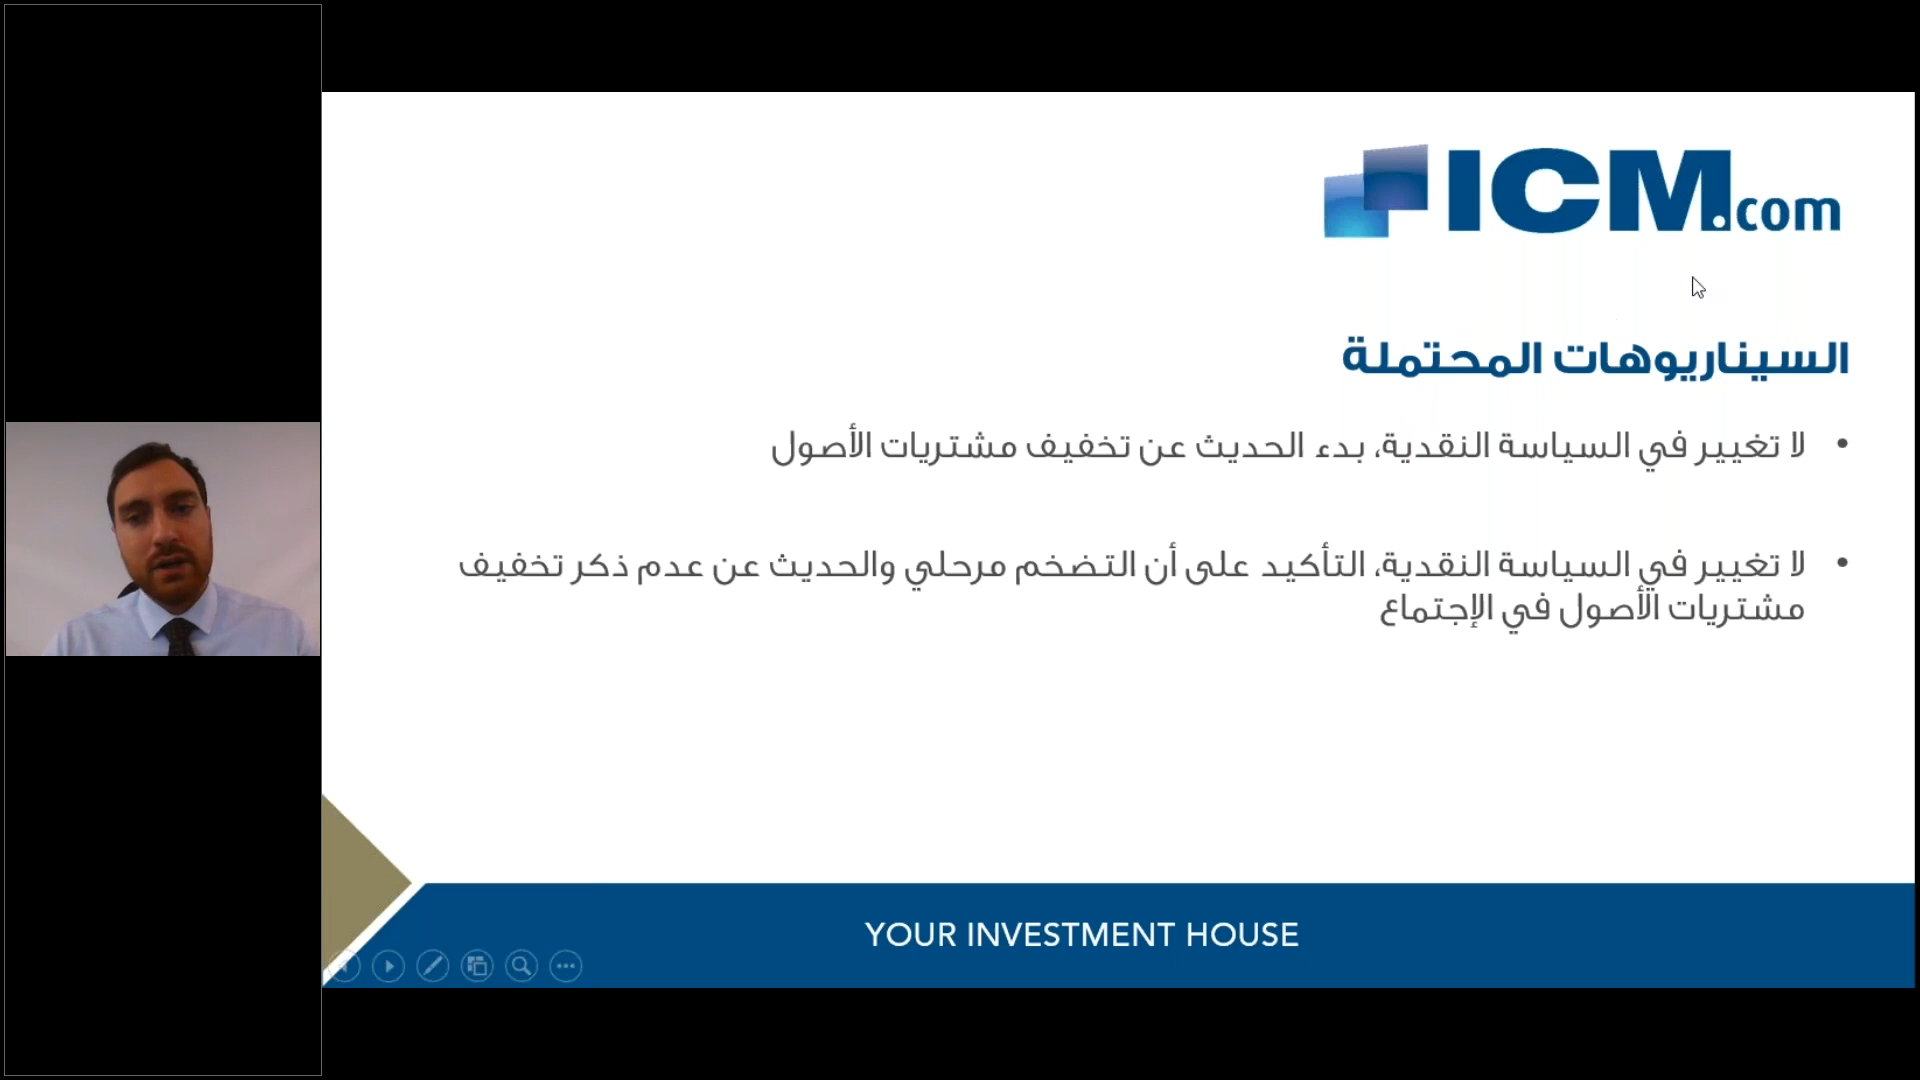 ICM.com
السيناريوهات المحتملة
• لا تغيير في السياسة النقدية، بدء الحديث عن تخفيف مشتريات الأصول
• لا تغيير في السياسة النقدية، التأكيد على أن التضخم مرحلي والحديث عن عدم ذكر تخفيف
مشتريات الأصول في الإجتماع
YOUR INVESTMENT HOUSE